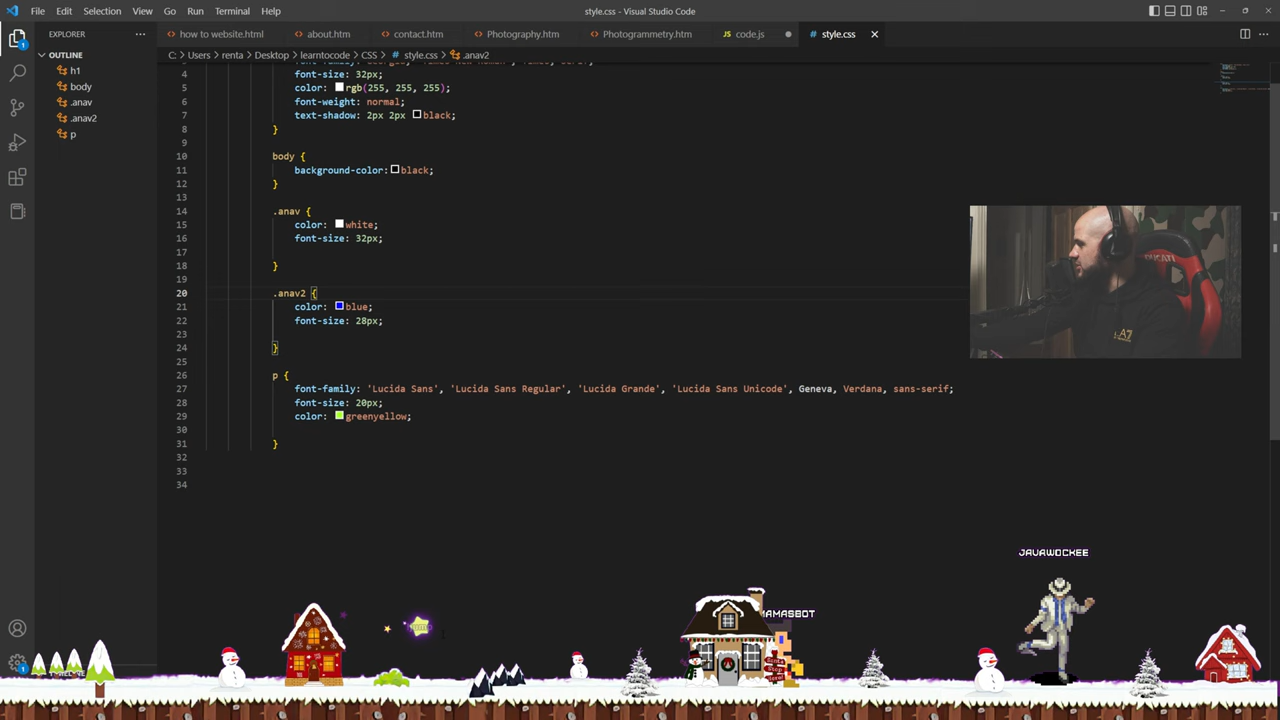 File Edit Selection View Go Run Terminal Help
style.css - Visual Studio Code
EXPLORER
how to website.html
about.htm
contact.htm
Photography.htm
Photogrammetry.htm
code.js
style.css
OUTLINE
h1
body
.anav
.anav2
p
C: > Users > renta > Desktop > learntocode > CSS > # style.css > .anav2
4 font-size: 32px;
5 color: rgb(255, 255, 255);
6 font-weight: normal;
7 text-shadow: 2px 2px black;
8 }
9
10 body {
11 background-color: black;
12 }
13
14 .anav {
15 color: white;
16 font-size: 32px;
17
18 }
19
20 .anav2 {
21 color: blue;
22 font-size: 28px;
23
24 }
25
26 p {
27 font-family: 'Lucida Sans', 'Lucida Sans Regular', 'Lucida Grande', 'Lucida Sans Unicode', Geneva, Verdana, sans-serif;
28 font-size: 20px;
29 color: greenyellow;
30
31 }
32
33
34
JAVAWOCKEE
AMASBOT
Santa
Stop
Here!